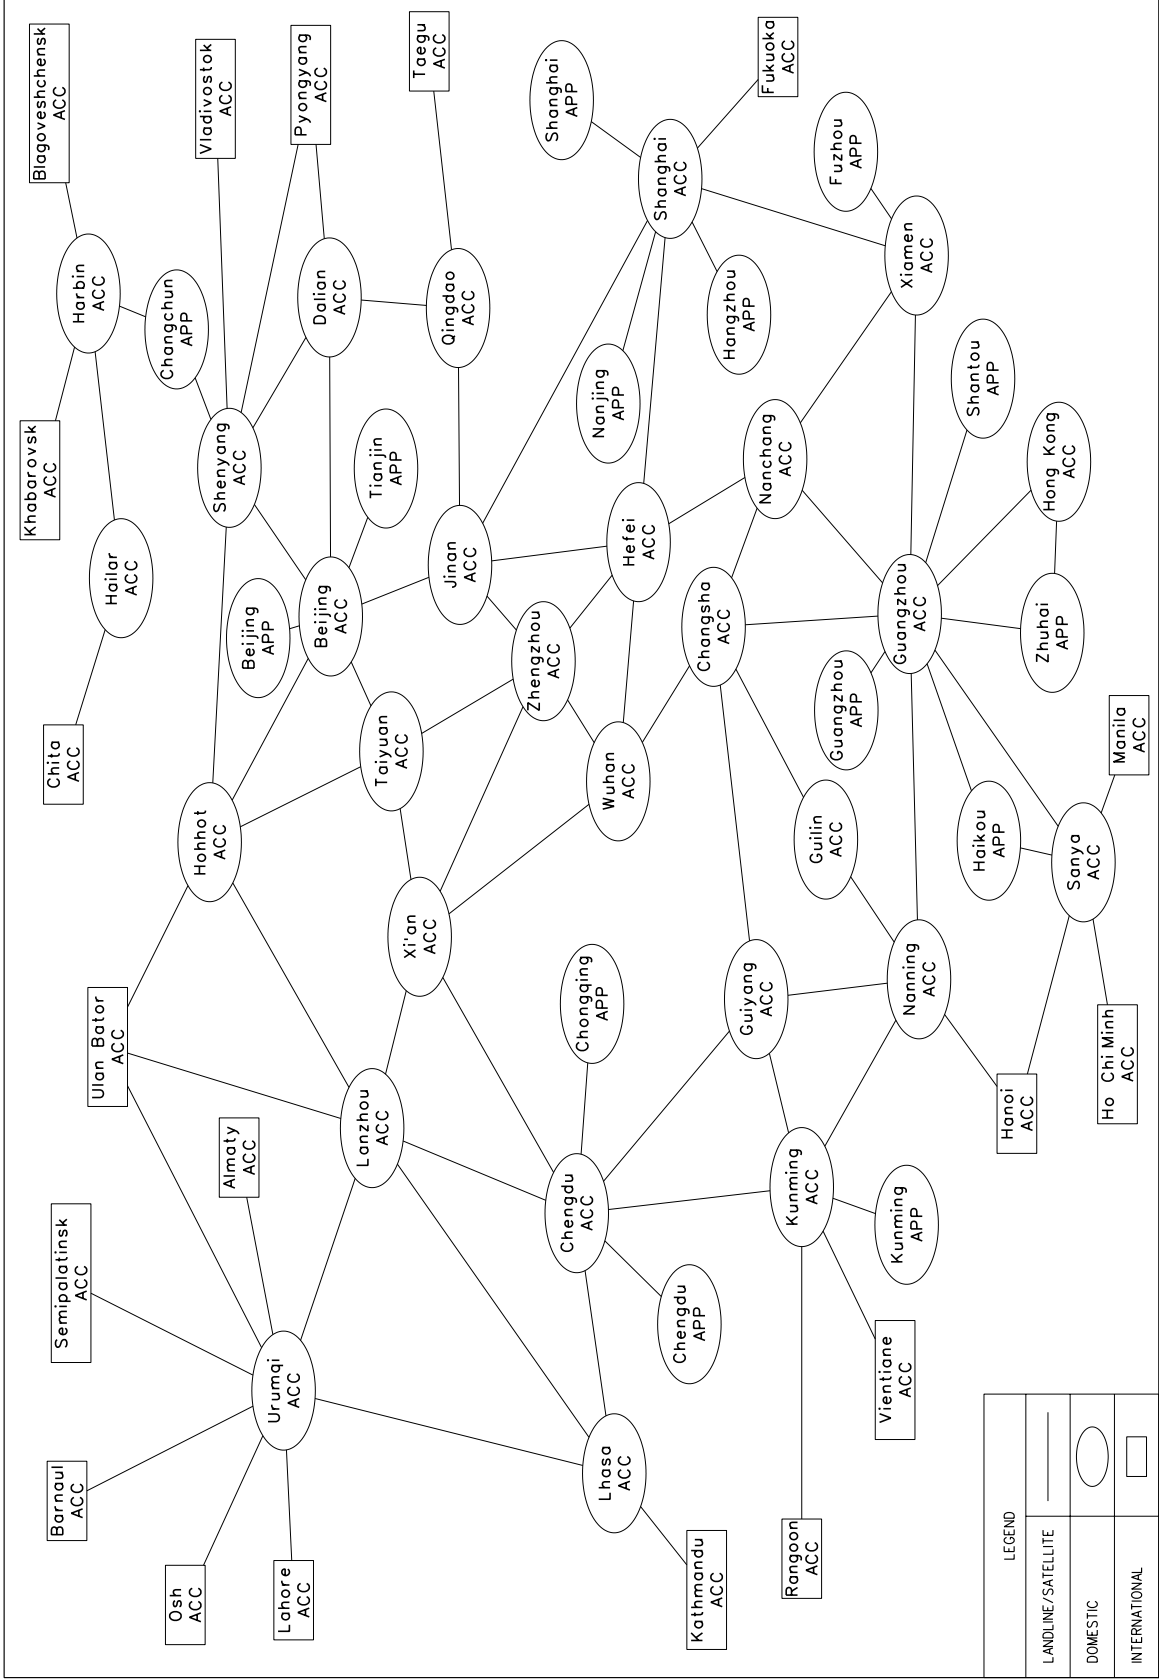 Barnaul
ACC
Semipalatinsk
ACC
Ulan Bator
ACC
Chita
ACC
Khabarovsk
ACC
Blagoveshchensk
ACC
Harbin
ACC
Hailar
ACC
Osh
ACC
Almaty
ACC
Hohhot
ACC
Changchun
APP
Vladivostok
ACC
Shenyang
ACC
Lahore
ACC
Urumqi
ACC
Beijing
APP
Beijing
ACC
Dalian
ACC
Pyongyang
ACC
Lanzhou
ACC
Xi'an
ACC
Taiyuan
ACC
Tianjin
APP
Qingdao
ACC
Taegu
ACC
Jinan
ACC
Zhengzhou
ACC
Shanghai
APP
Chengdu
ACC
Chongqing
APP
Wuhan
ACC
Hefei
ACC
Nanjing
APP
Shanghai
ACC
Fukuoka
ACC
Lhasa
ACC
Kathmandu
ACC
Chengdu
APP
Guiyang
ACC
Changsha
ACC
Nanchang
ACC
Hangzhou
APP
Fuzhou
APP
Rangoon
ACC
Kunming
ACC
Guilin
ACC
Guangzhou
APP
Guangzhou
ACC
Xiamen
ACC
Vientiane
ACC
Kunming
APP
Nanning
ACC
Haikou
APP
Shantou
APP
Hanoi
ACC
Sanya
ACC
Zhuhai
APP
Hong Kong
ACC
Ho Chi Minh
ACC
Manila
ACC
LEGEND
LANDLINE/SATELLITE
DOMESTIC
INTERNATIONAL